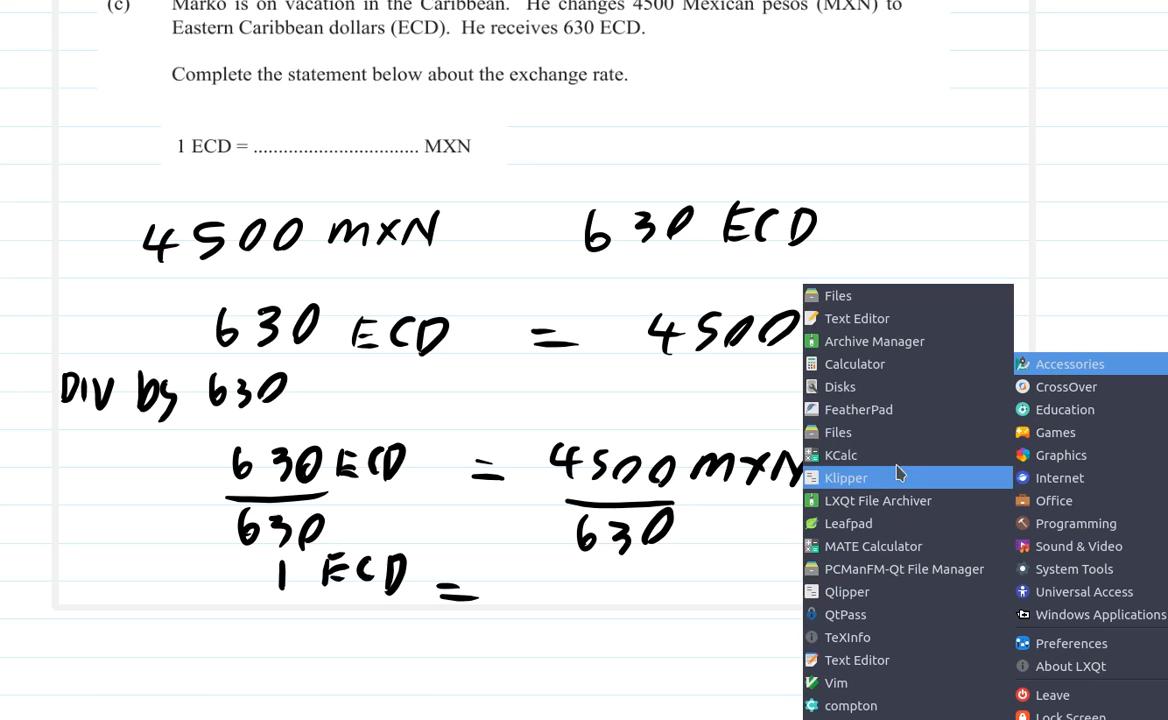 (c) Marko is on vacation in the Caribbean. He changes 4500 Mexican pesos (MXN) to
Eastern Caribbean dollars (ECD). He receives 630 ECD.
Complete the statement below about the exchange rate.
1 ECD = ................................. MXN
4500 MXN 630 ECD
630 ECD = 4500
DIV by 630
630 ECD = 4500 MXN
630 630
1 ECD =
Files
Text Editor
Archive Manager
Calculator
Disks
FeatherPad
Files
KCalc
Klipper
LXQt File Archiver
Leafpad
MATE Calculator
PCManFM-Qt File Manager
Qlipper
QtPass
TeXInfo
Text Editor
Vim
compton
Accessories
CrossOver
Education
Games
Graphics
Internet
Office
Programming
Sound & Video
System Tools
Universal Access
Windows Applications
Preferences
About LXQt
Leave
Lock Screen